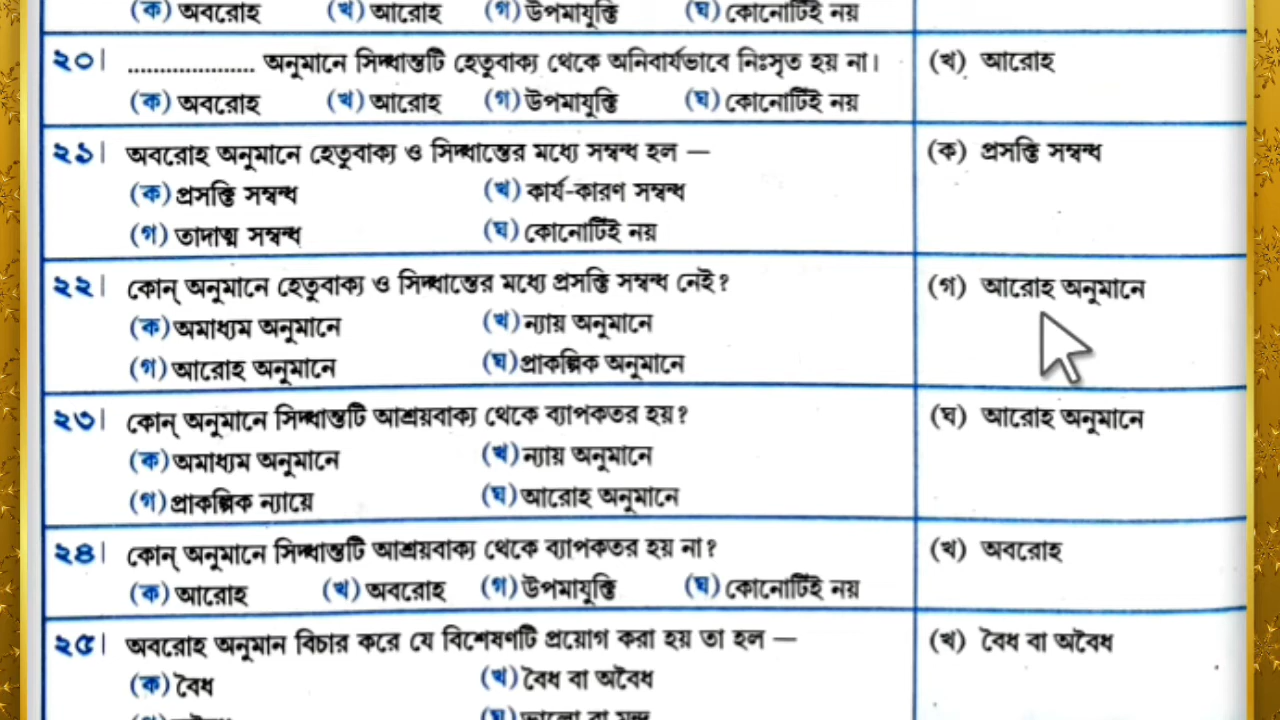 (ক) অবরোহ (খ) আরোহ (গ) উপমাযুক্তি (ঘ) কোনোটিই নয়
২০। ..................... অনুমানে সিদ্ধান্তটি হেতুবাক্য থেকে অনিবার্যভাবে নিঃসৃত হয় না। (খ) আরোহ
(ক) অবরোহ (খ) আরোহ (গ) উপমাযুক্তি (ঘ) কোনোটিই নয়
২১। অবরোহ অনুমানে হেতুবাক্য ও সিদ্ধান্তের মধ্যে সম্বন্ধ হল — (ক) প্রসক্তি সম্বন্ধ
(ক) প্রসক্তি সম্বন্ধ (খ) কার্য-কারণ সম্বন্ধ
(গ) তাদাত্ম সম্বন্ধ (ঘ) কোনোটিই নয়
২২। কোন্ অনুমানে হেতুবাক্য ও সিদ্ধান্তের মধ্যে প্রসক্তি সম্বন্ধ নেই? (গ) আরোহ অনুমানে
(ক) অমাধ্যম অনুমানে (খ) ন্যায় অনুমানে
(গ) আরোহ অনুমানে (ঘ) প্রাকল্পিক অনুমানে
২৩। কোন্ অনুমানে সিদ্ধান্তটি আশ্রয়বাক্য থেকে ব্যাপকতর হয়? (ঘ) আরোহ অনুমানে
(ক) অমাধ্যম অনুমানে (খ) ন্যায় অনুমানে
(গ) প্রাকল্পিক ন্যায়ে (ঘ) আরোহ অনুমানে
২৪। কোন্ অনুমানে সিদ্ধান্তটি আশ্রয়বাক্য থেকে ব্যাপকতর হয় না? (খ) অবরোহ
(ক) আরোহ (খ) অবরোহ (গ) উপমাযুক্তি (ঘ) কোনোটিই নয়
২৫। অবরোহ অনুমান বিচার করে যে বিশেষণটি প্রয়োগ করা হয় তা হল — (খ) বৈধ বা অবৈধ
(ক) বৈধ (খ) বৈধ বা অবৈধ